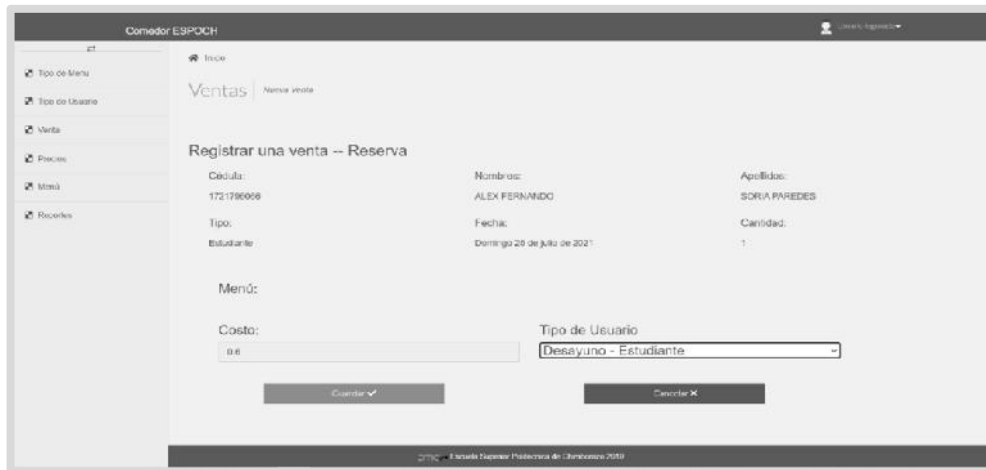 Comedor ESPOCH
Inicio
Tipo de Menu
Tipo de Usuario
Venta
Precios
Menú
Reportes
Ventas Nueva Venta
Registrar una venta -- Reserva
Cédula: Nombres: Apellidos:
ALEX FERNANDO SORIA PAREDES
Tipo: Fecha: Cantidad:
Estudiante Domingo 28 de julio de 2021 1
Menú:
Costo: Tipo de Usuario
0.6 Desayuno - Estudiante
Guardar Cancelar
Escuela Superior Politécnica de Chimborazo 2019